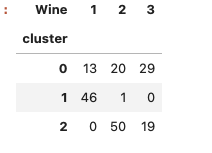 : Wine 1 2 3
cluster
0 13 20 29
1 46 1 0
2 0 50 19